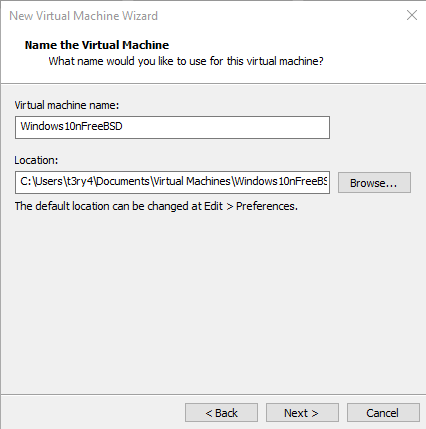 New Virtual Machine Wizard
Name the Virtual Machine
What name would you like to use for this virtual machine?
Virtual machine name:
Windows10nFreeBSD
Location:
C:\Users\t3ry4\Documents\Virtual Machines\Windows10nFreeBS
Browse...
The default location can be changed at Edit > Preferences.
< Back
Next >
Cancel